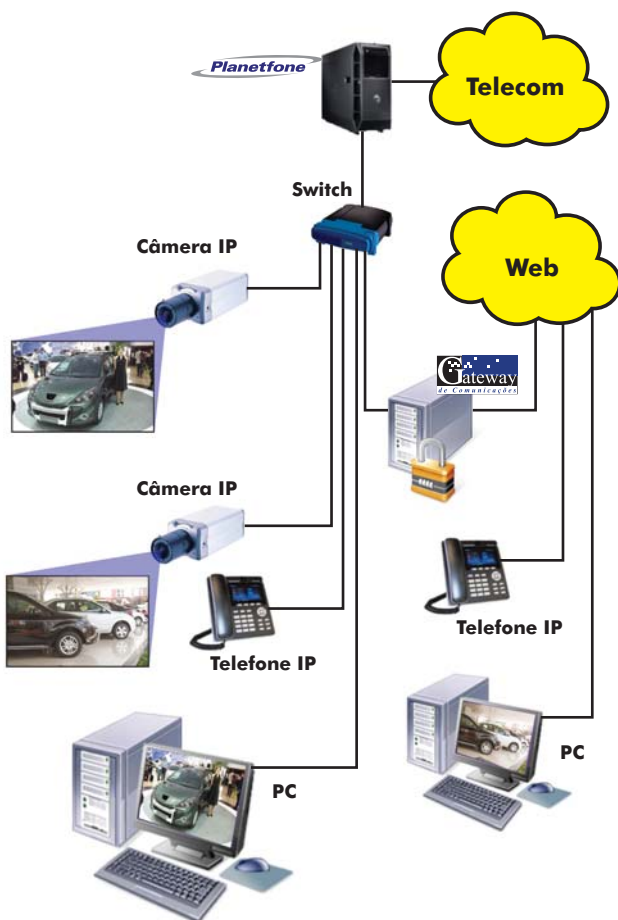 Planetfone
Telecom
Switch
Câmera IP
Web
Gateway
de Comunicações
Câmera IP
Telefone IP
Telefone IP
PC
PC